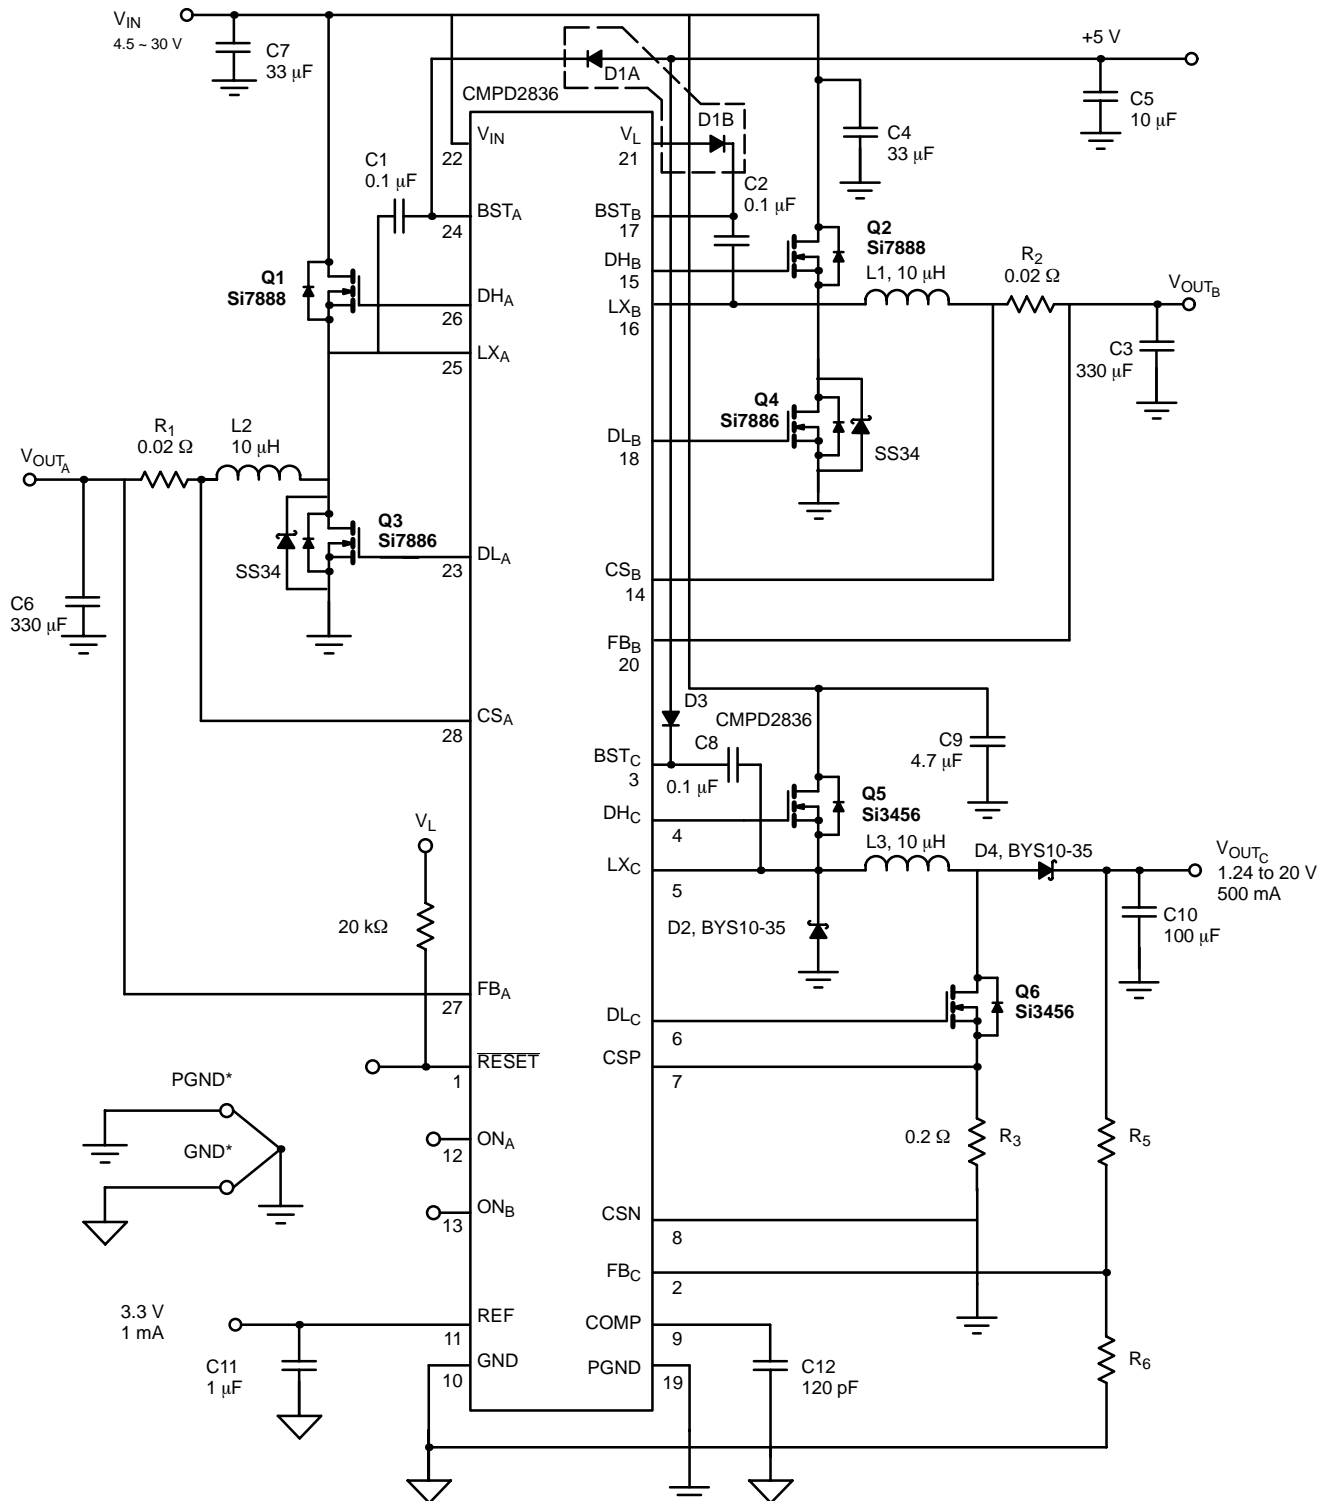 VIN
4.5 ~ 30 V
C7
33 μF
+5 V
D1A
C5
10 μF
CMPD2836
D1B
C4
33 μF
VIN
22
VL
21
C1
0.1 μF
C2
0.1 μF
BSTA
24
BSTB
17
Q2
Si7888
DHB
15
Q1
Si7888
DHA
26
L1, 10 μH
R2
0.02 Ω
LXB
16
VOUTB
LXA
25
C3
330 μF
Q4
Si7886
DLB
18
SS34
R1
0.02 Ω
L2
10 μH
VOUTA
Q3
Si7886
SS34
DLA
23
CSB
14
C6
330 μF
FBB
20
D3
CSA
28
CMPD2836
C8
0.1 μF
C9
4.7 μF
BSTC
3
Q5
Si3456
DHC
4
VL
L3, 10 μH
D4, BYS10-35
VOUTC
1.24 to 20 V
500 mA
LXC
5
20 kΩ
D2, BYS10-35
C10
100 μF
FBA
27
Q6
Si3456
DLC
6
RESET
1
CSP
7
PGND*
GND*
ONA
12
0.2 Ω
R3
R5
ONB
13
CSN
8
FBC
2
3.3 V
1 mA
REF
11
COMP
9
C11
1 μF
GND
10
PGND
19
C12
120 pF
R6